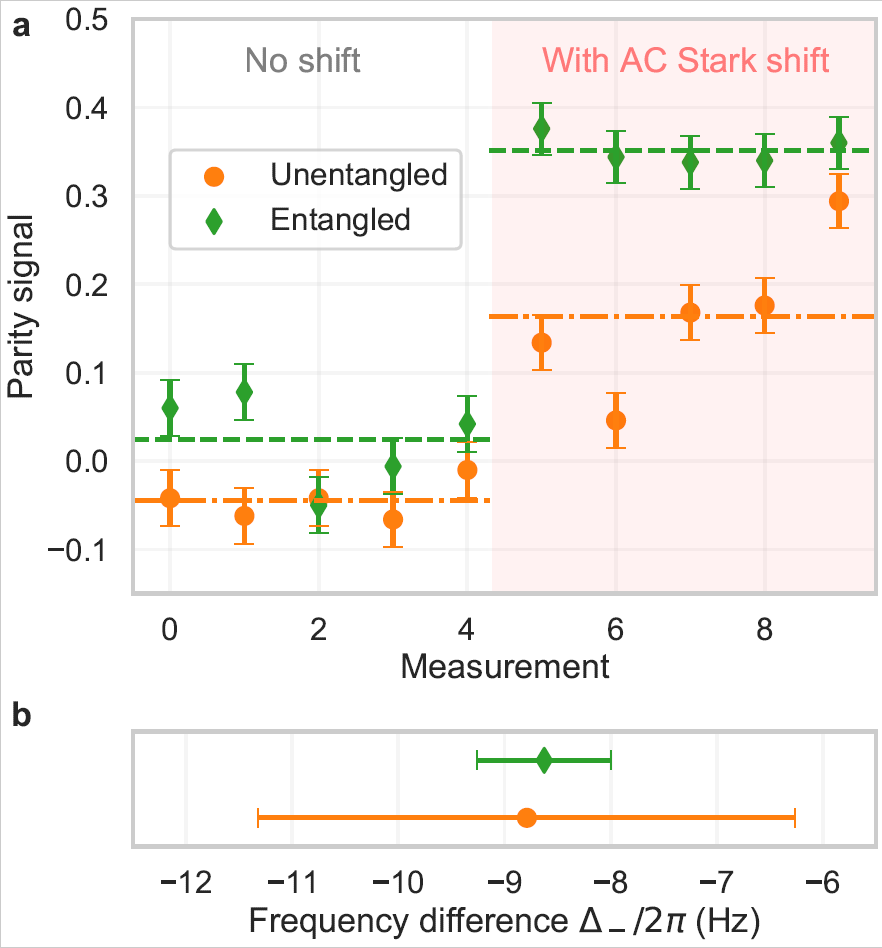 a
0.5
No shift
With AC Stark shift
0.4
Unentangled
0.3
Entangled
0.2
0.1
0.0
−0.1
Parity signal
0 2 4 6 8
Measurement
b
−12 −11 −10 −9 −8 −7 −6
Frequency difference Δ₋/2π (Hz)